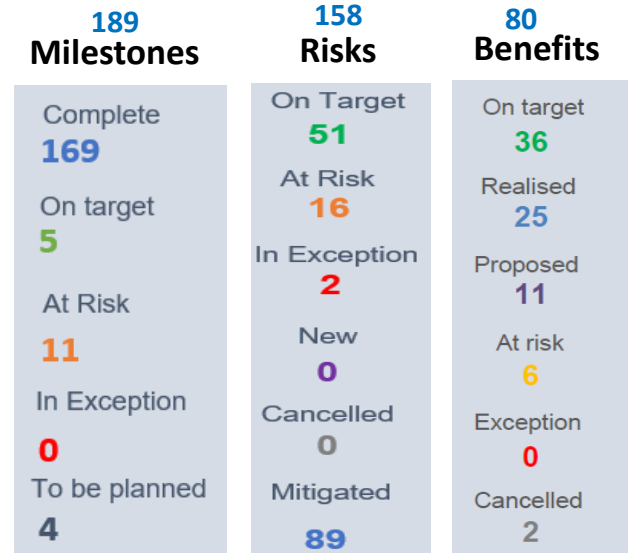 189
Milestones
Complete
169
On target
5
At Risk
11
In Exception
0
To be planned
4
158
Risks
On Target
51
At Risk
16
In Exception
2
New
0
Cancelled
0
Mitigated
89
80
Benefits
On target
36
Realised
25
Proposed
11
At risk
6
Exception
0
Cancelled
2